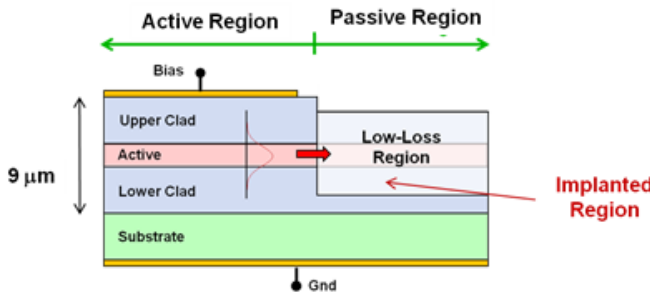 Active Region
Passive Region
Bias
Upper Clad
Low-Loss
Region
Active
9 μm
Lower Clad
Implanted
Region
Substrate
Gnd